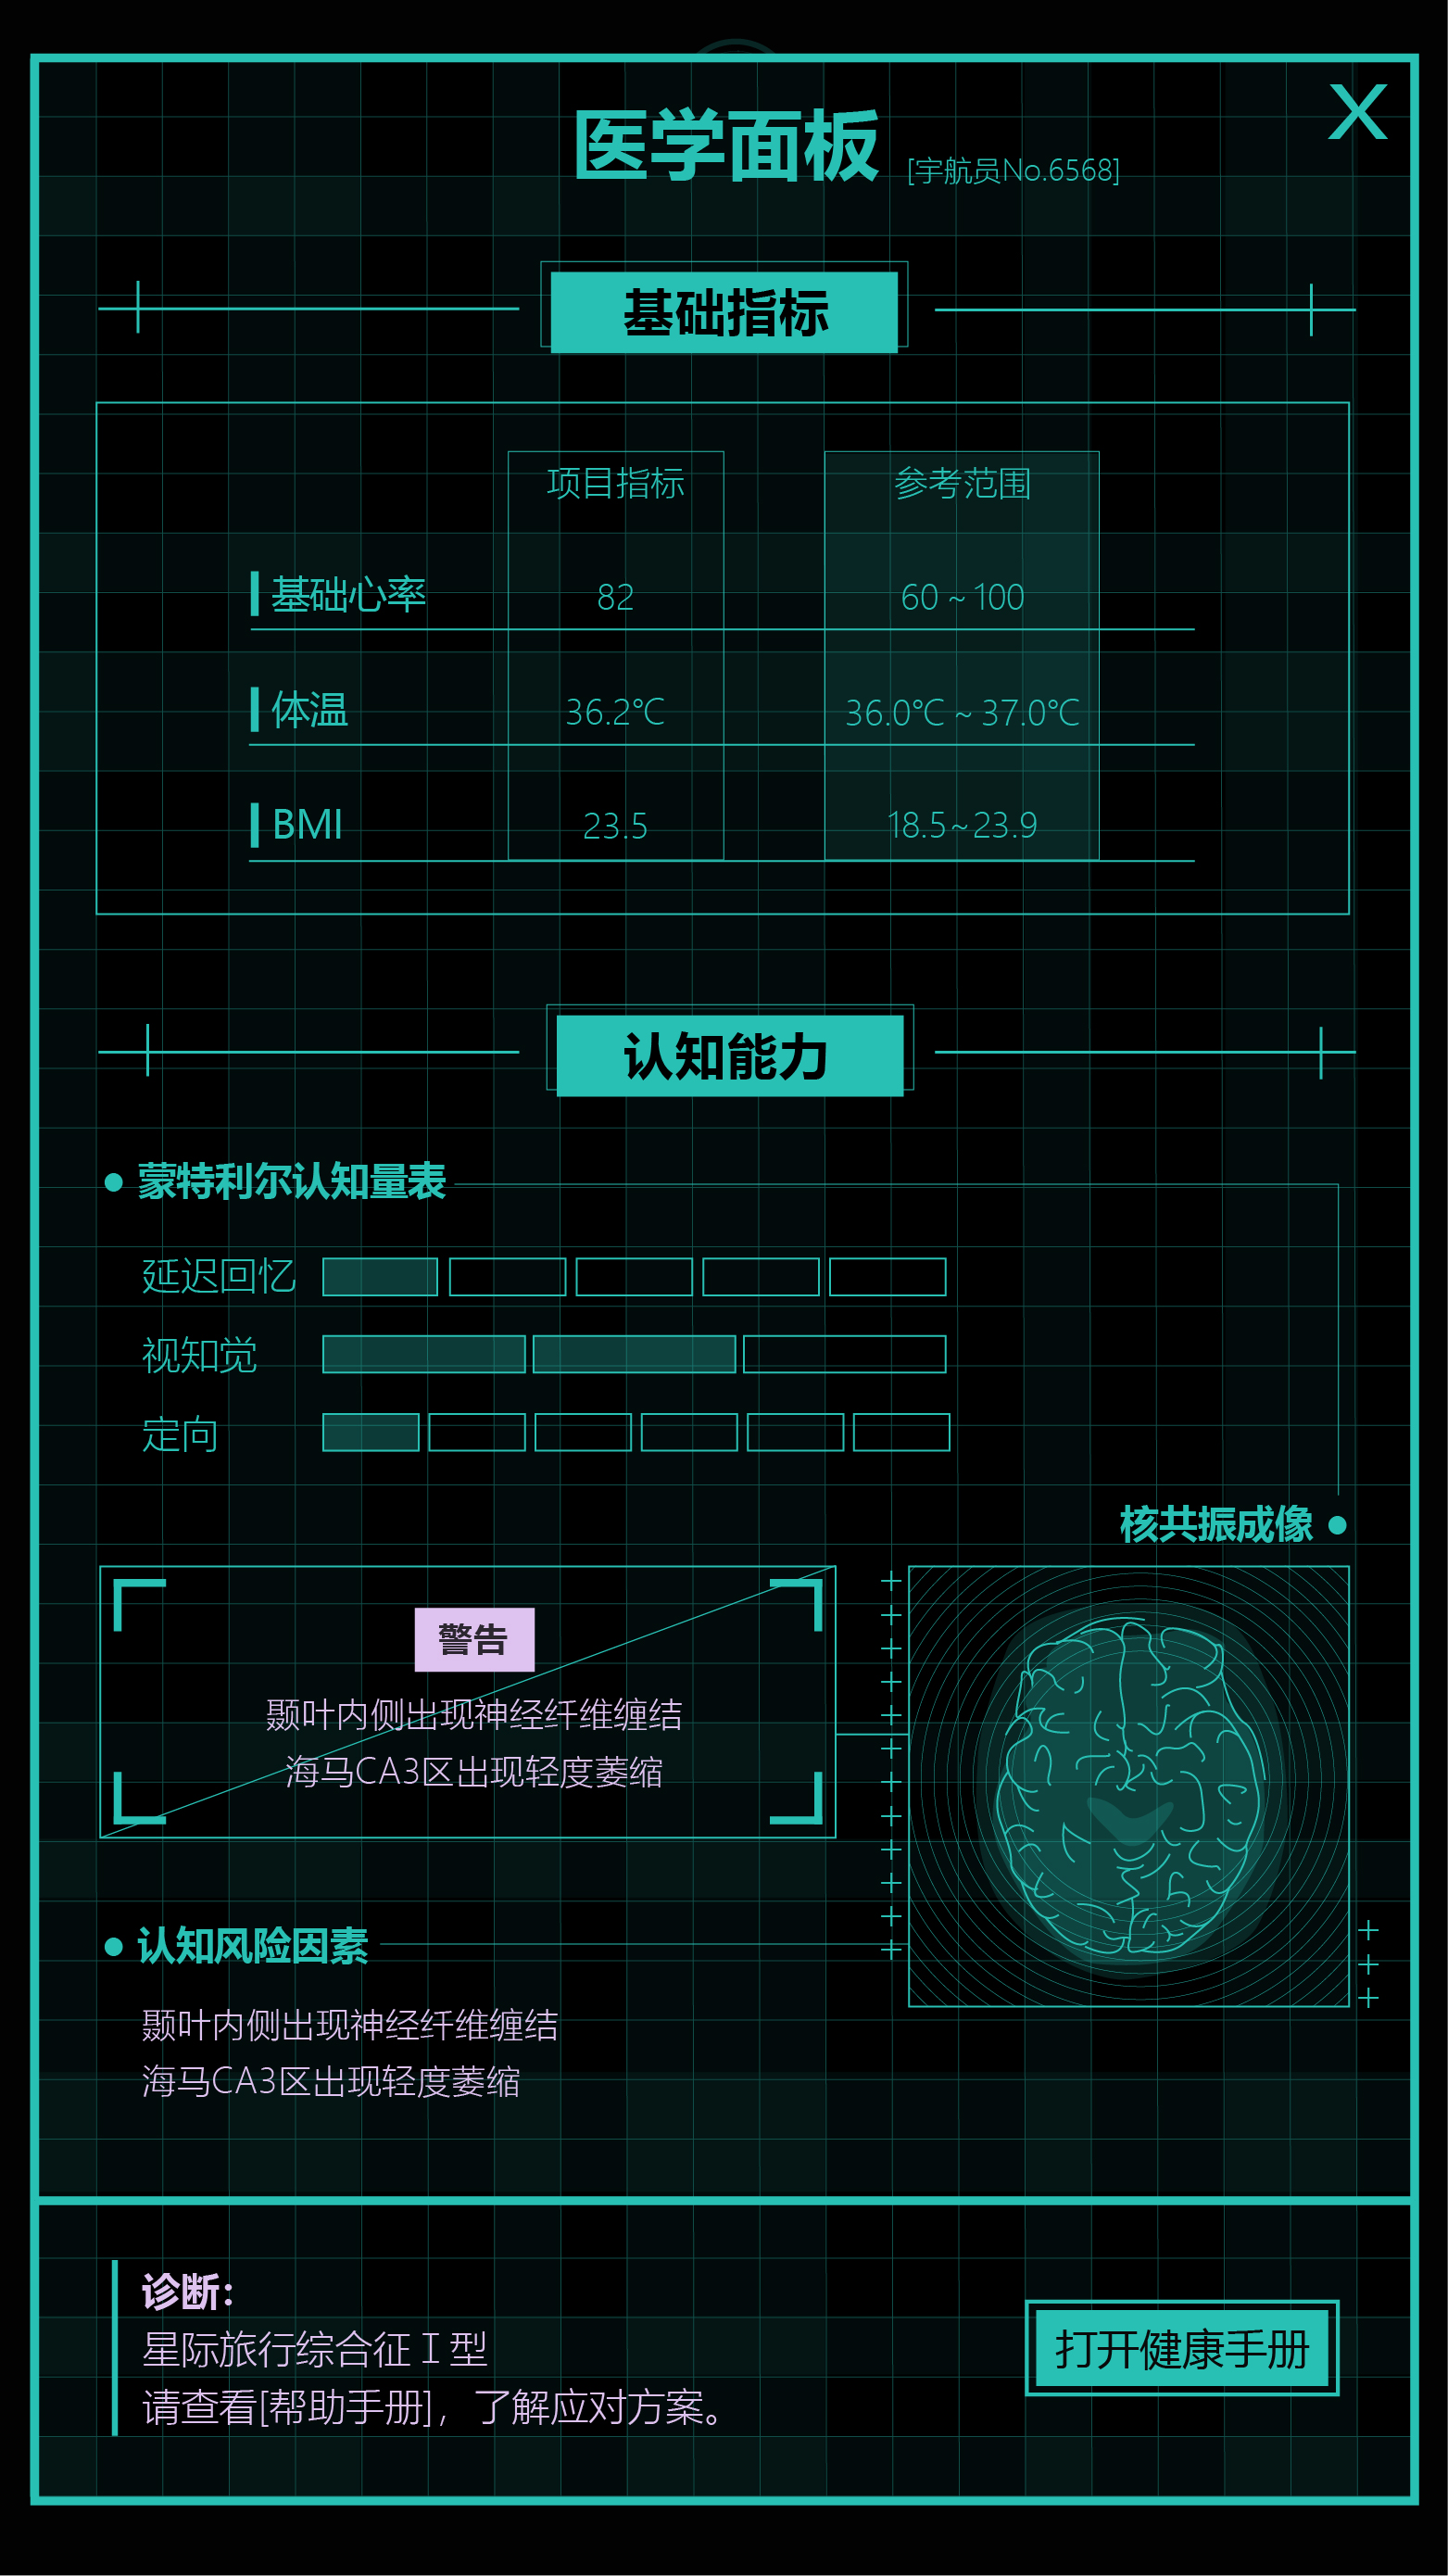 X
医学面板 [宇航员No.6568]
基础指标
项目指标 参考范围
基础心率 82 60 ~ 100
体温 36.2°C 36.0°C ~ 37.0°C
BMI 23.5 18.5~23.9
认知能力
蒙特利尔认知量表
延迟回忆
视知觉
定向
核共振成像
警告
颞叶内侧出现神经纤维缠结
海马CA3区出现轻度萎缩
认知风险因素
颞叶内侧出现神经纤维缠结
海马CA3区出现轻度萎缩
诊断：
星际旅行综合征 I 型
请查看[帮助手册]，了解应对方案。
打开健康手册